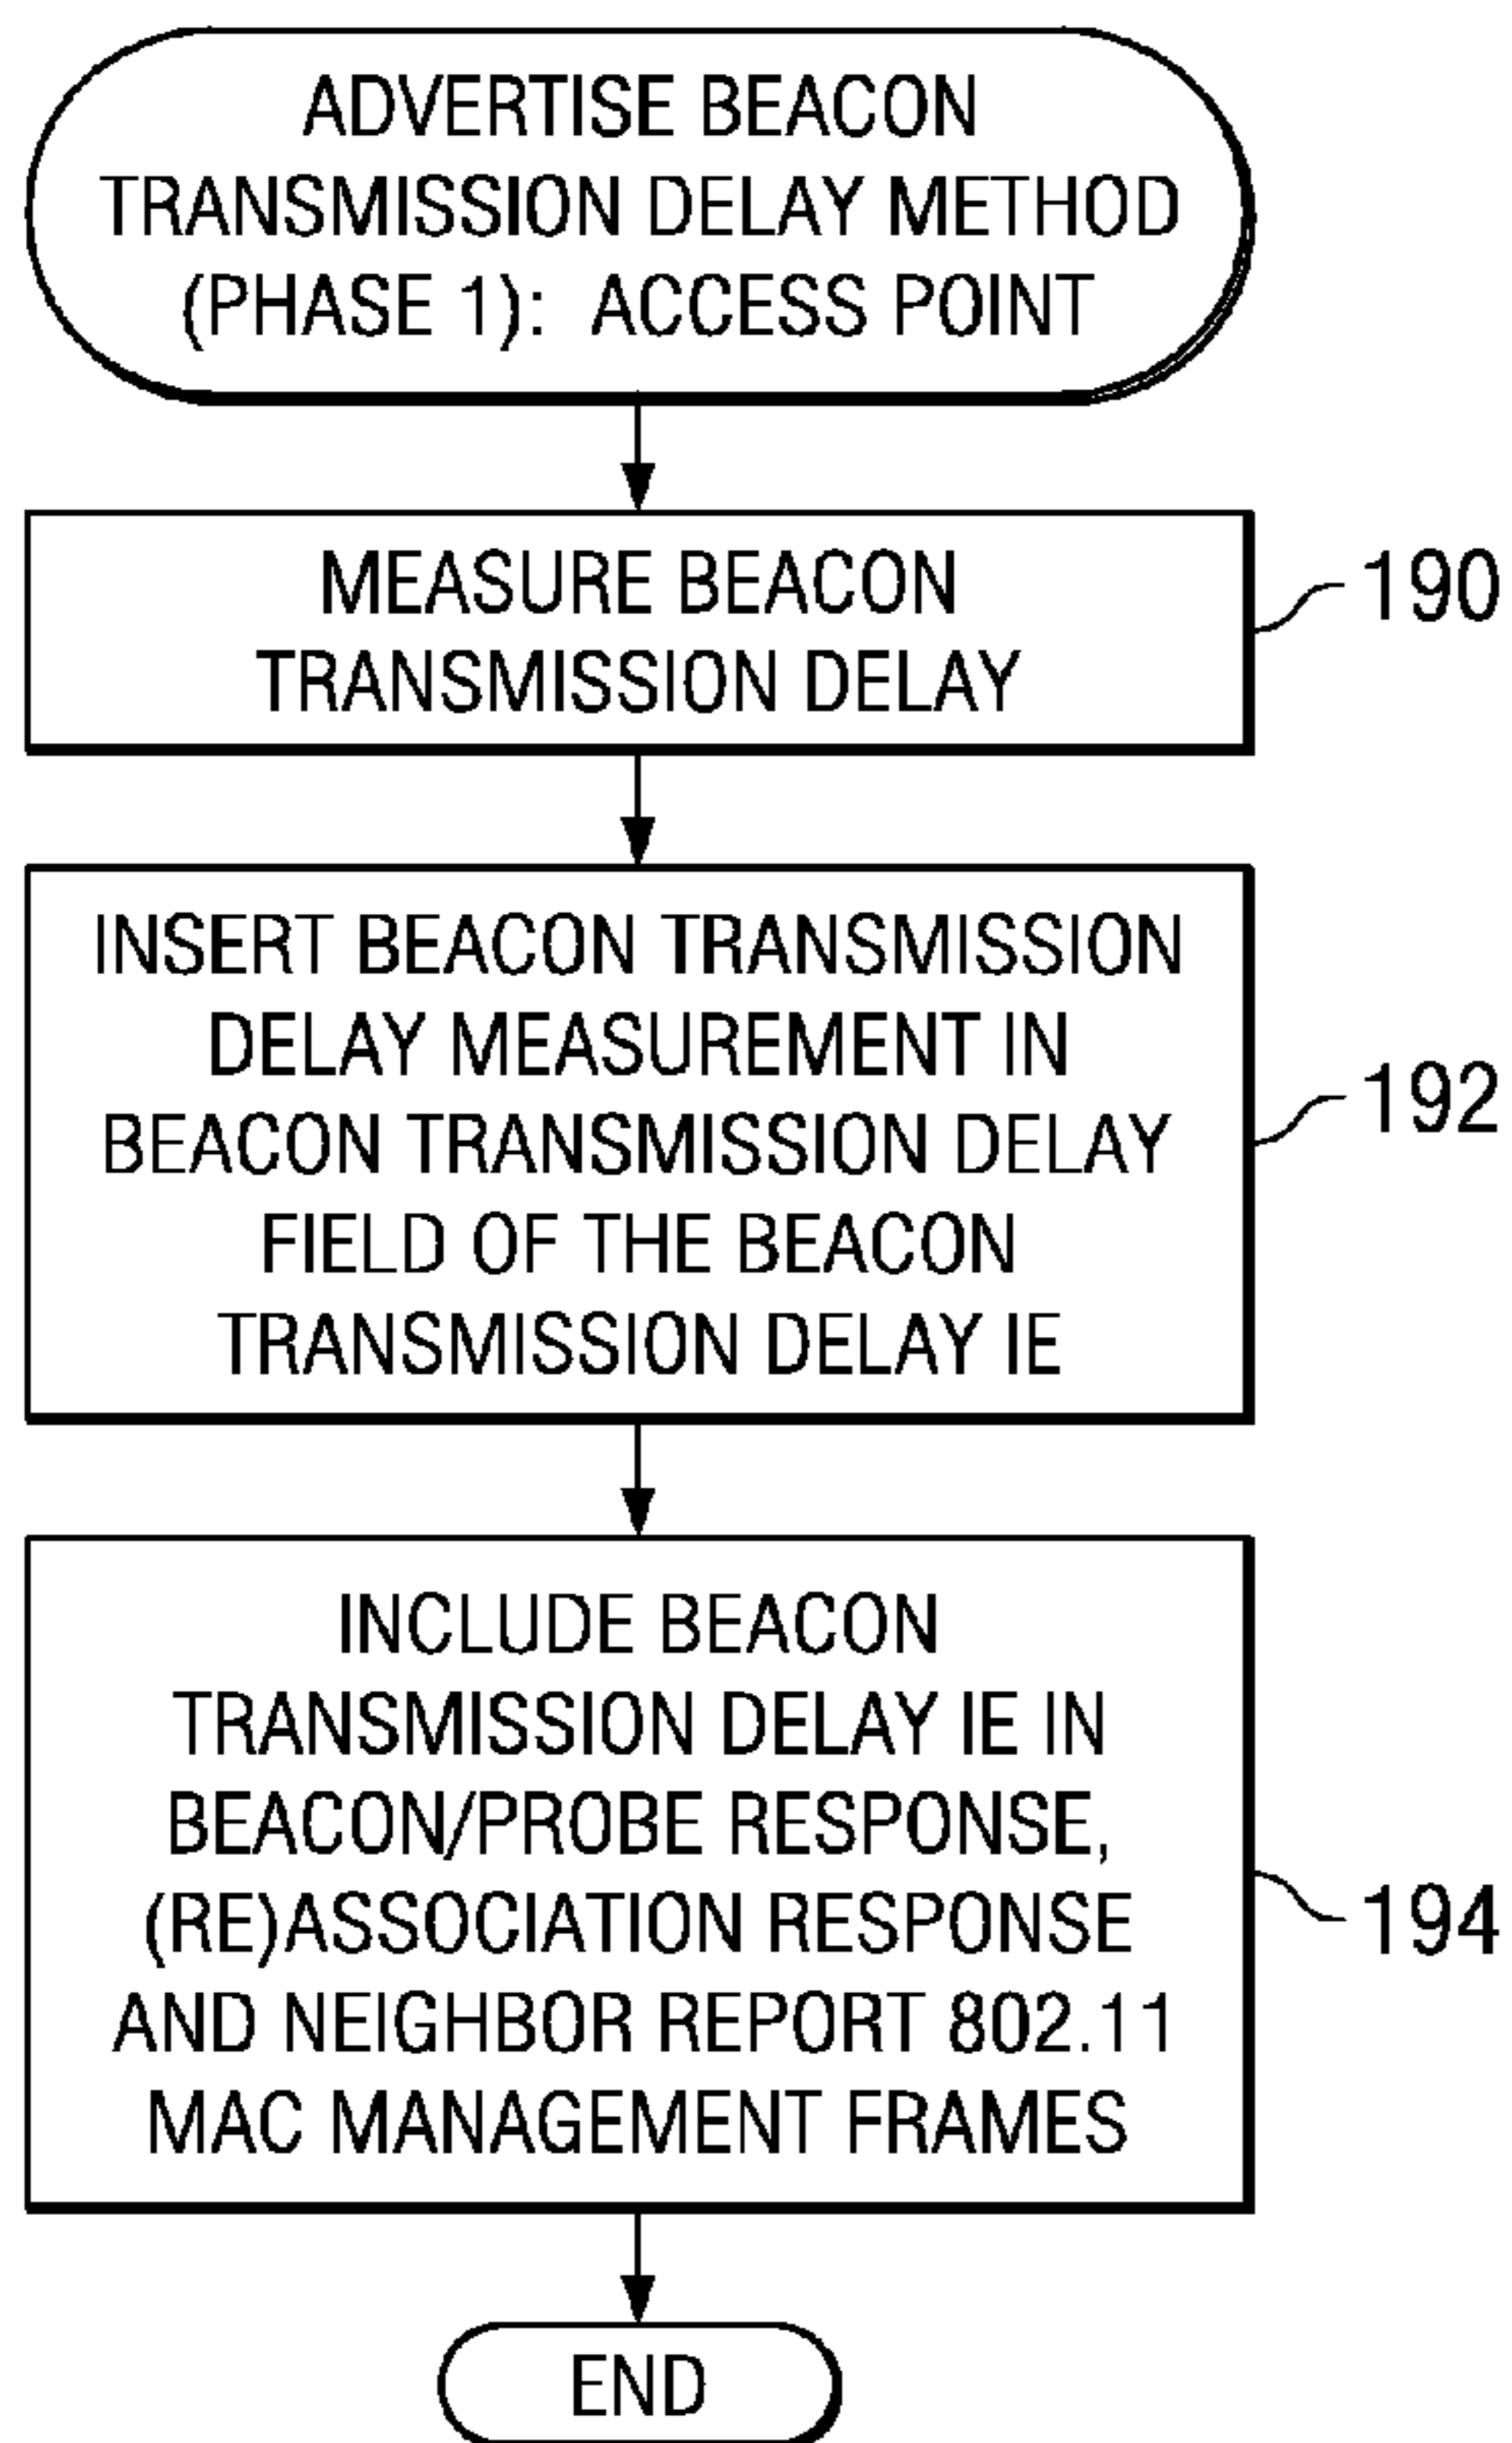 ADVERTISE BEACON
TRANSMISSION DELAY METHOD
(PHASE 1): ACCESS POINT
MEASURE BEACON
TRANSMISSION DELAY
190
INSERT BEACON TRANSMISSION
DELAY MEASUREMENT IN
BEACON TRANSMISSION DELAY
FIELD OF THE BEACON
TRANSMISSION DELAY IE
192
INCLUDE BEACON
TRANSMISSION DELAY IE IN
BEACON/PROBE RESPONSE,
(RE)ASSOCIATION RESPONSE
AND NEIGHBOR REPORT 802.11
MAC MANAGEMENT FRAMES
194
END